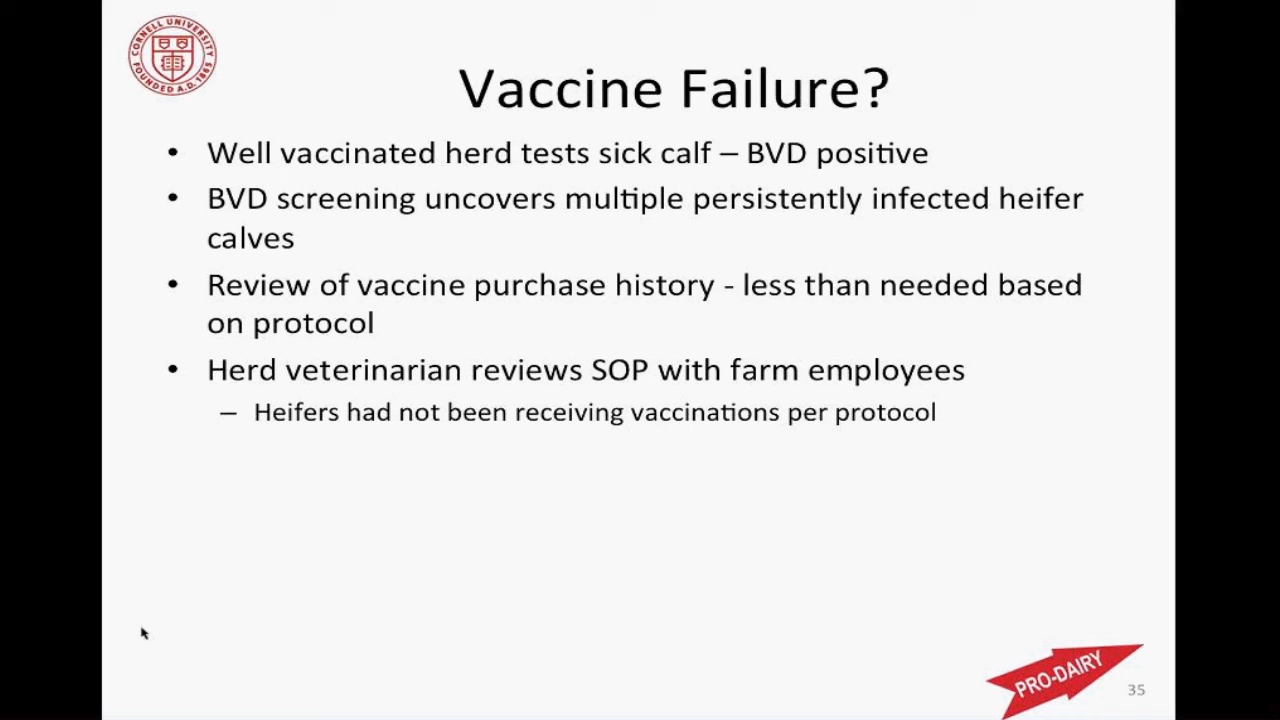 CORNELL UNIVERSITY
FOUNDED A.D. 1865
Vaccine Failure?
• Well vaccinated herd tests sick calf – BVD positive
• BVD screening uncovers multiple persistently infected heifer
calves
• Review of vaccine purchase history - less than needed based
on protocol
• Herd veterinarian reviews SOP with farm employees
– Heifers had not been receiving vaccinations per protocol
PRO-DAIRY
35